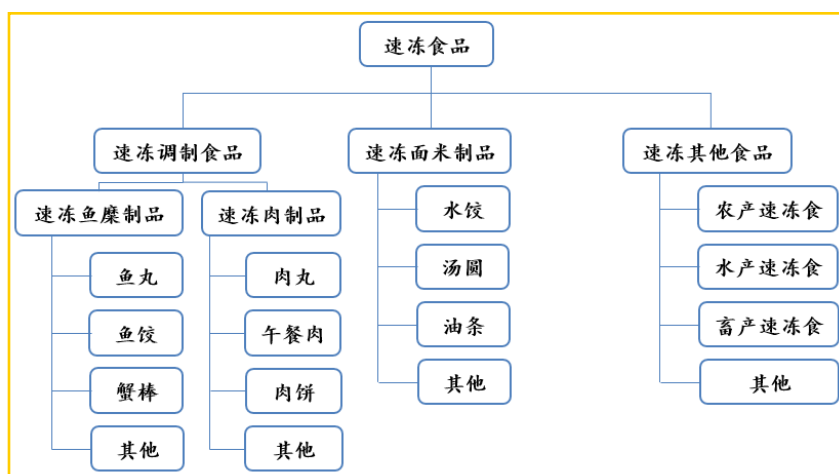 速冻食品
速冻调制食品
速冻面米制品
速冻其他食品
速冻鱼糜制品
速冻肉制品
鱼丸
鱼饺
蟹棒
其他
肉丸
午餐肉
肉饼
其他
水饺
汤圆
油条
其他
农产速冻食
水产速冻食
畜产速冻食
其他